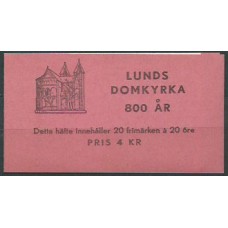 LUNDS
DOMKYRKA
800 ÅR
Detta häfte innehåller 20 frimärken à 20 öre
PRIS 4 KR